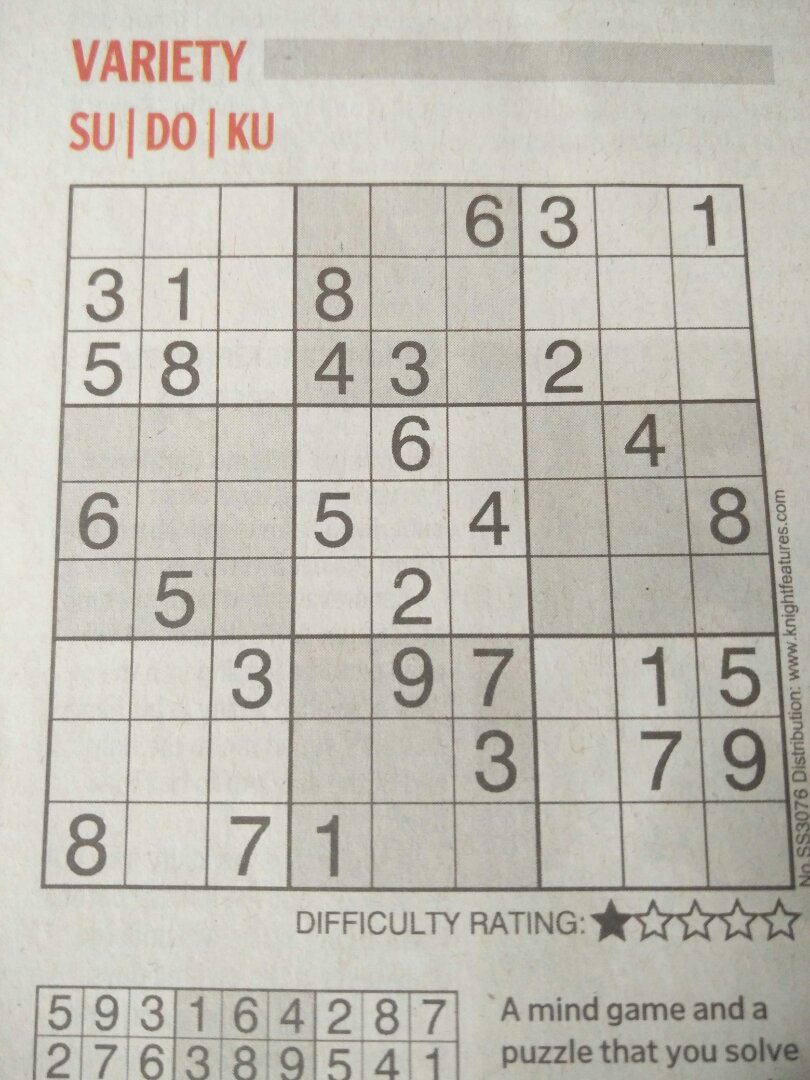 VARIETY
SU | DO | KU
6 3 1
3 1 8
5 8 4 3 2
6 4
6 5 4 8
5 2
3 9 7 1 5
3 7 9
8 7 1
No SS3076 Distribution: www.knightfeatures.com
DIFFICULTY RATING:
5 9 3 1 6 4 2 8 7
2 7 6 3 8 9 5 4 1
A mind game and a
puzzle that you solve